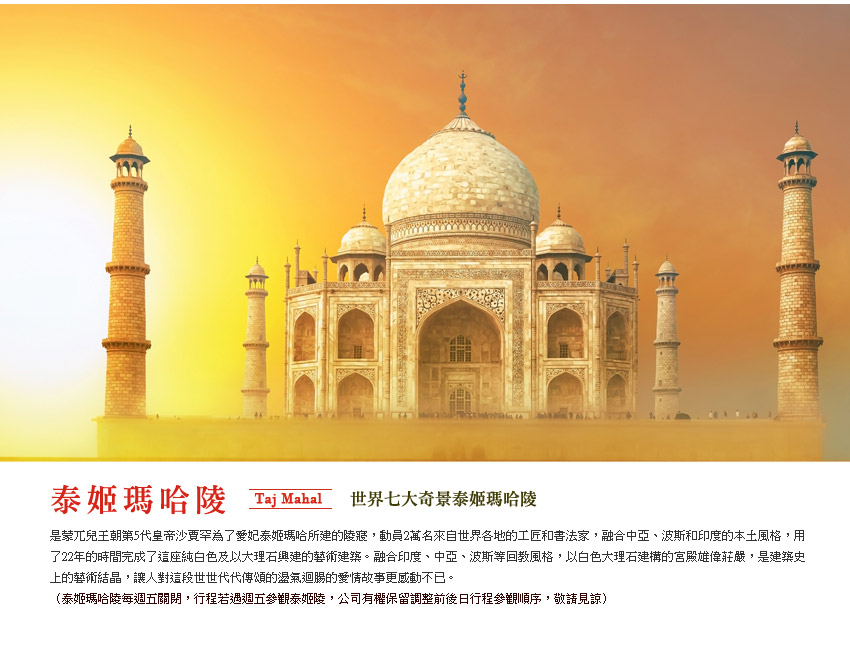 泰姬瑪哈陵 Taj Mahal 世界七大奇景泰姬瑪哈陵
是蒙兀兒王朝第5代皇帝沙賈罕為了愛妃泰姬瑪哈所建的陵寢，動員2萬名來自世界各地的工匠和書法家，融合中亞、波斯和印度的本土風格，用
了22年的時間完成了這座純白色及以大理石興建的藝術建築。融合印度、中亞、波斯等回教風格，以白色大理石建構的宮殿雄偉莊嚴，是建築史
上的藝術結晶，讓人對這段世世代代傳頌的盪氣迴腸的愛情故事更感動不已。
（泰姬瑪哈陵每週五關閉，行程若遇週五參觀泰姬陵，公司有權保留調整前後日行程參觀順序，敬請見諒）